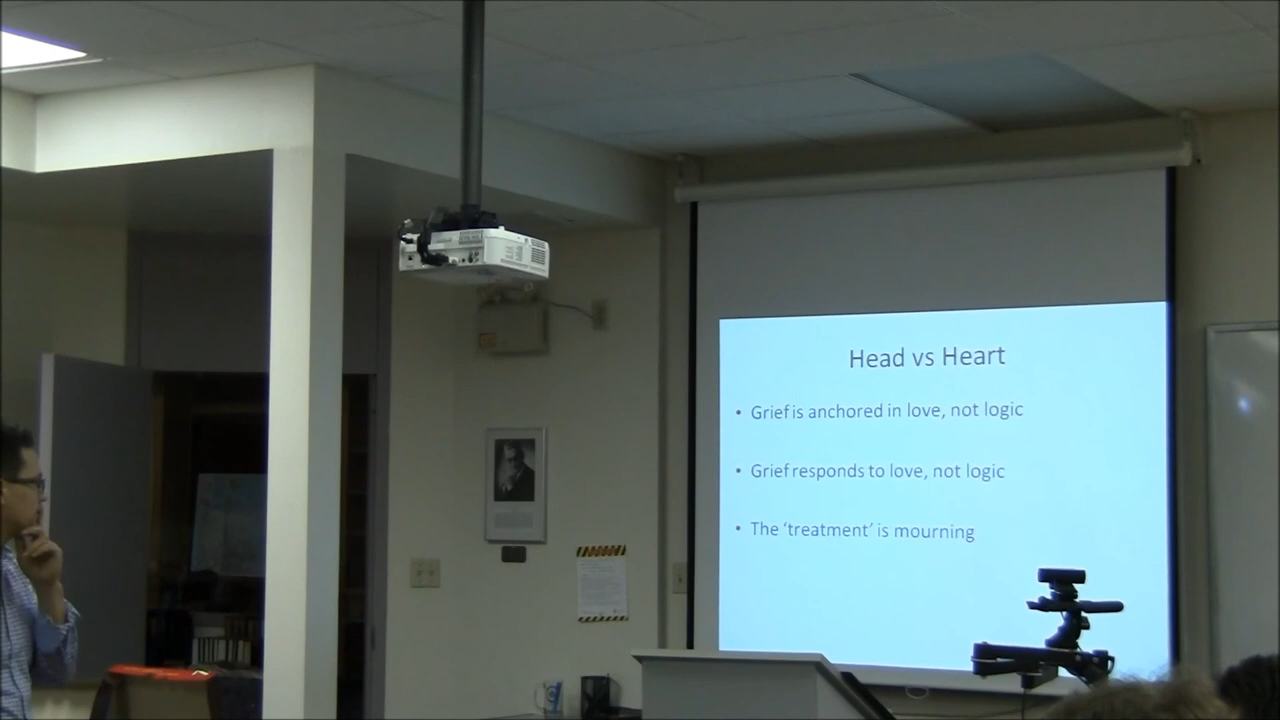 Head vs Heart
• Grief is anchored in love, not logic
• Grief responds to love, not logic
• The ‘treatment’ is mourning